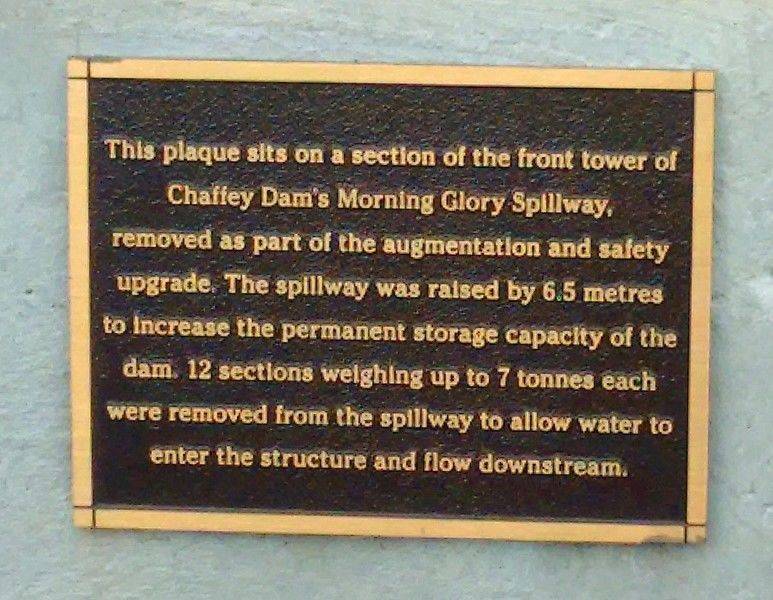 This plaque sits on a section of the front tower of
Chaffey Dam's Morning Glory Spillway,
removed as part of the augmentation and safety
upgrade. The spillway was raised by 6.5 metres
to increase the permanent storage capacity of the
dam. 12 sections weighing up to 7 tonnes each
were removed from the spillway to allow water to
enter the structure and flow downstream.